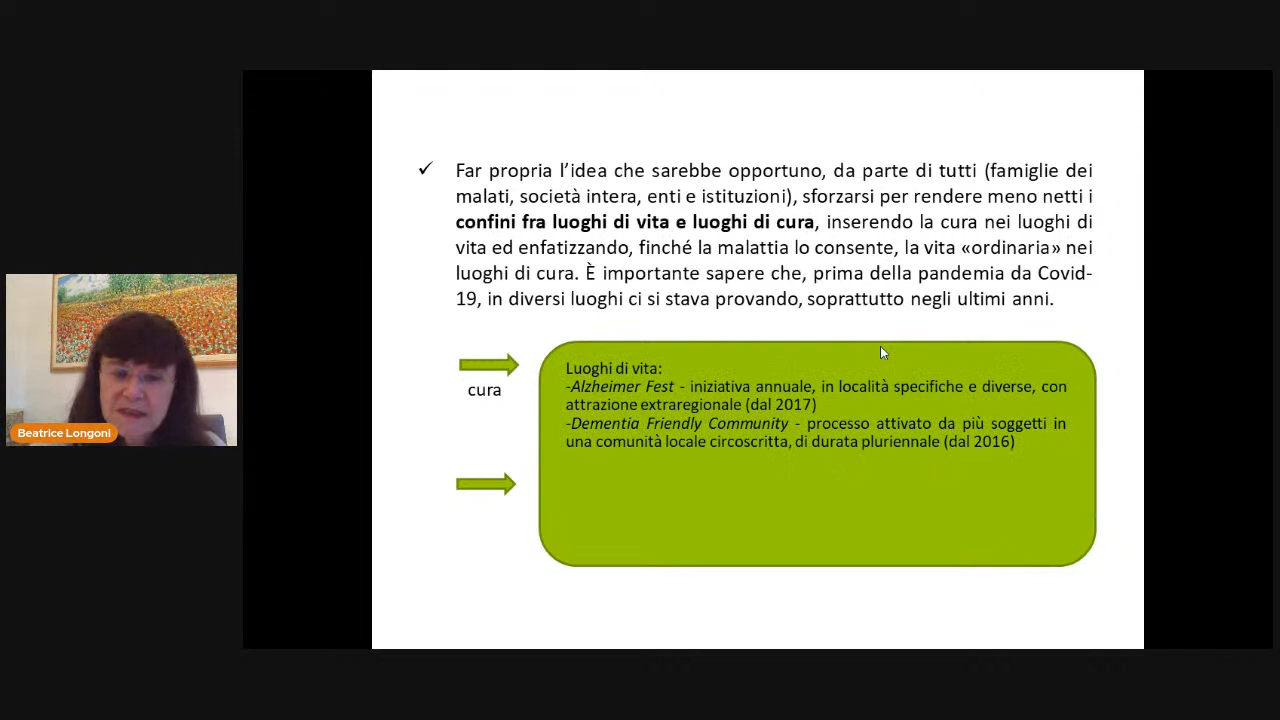 ✓ Far propria l’idea che sarebbe opportuno, da parte di tutti (famiglie dei
malati, società intera, enti e istituzioni), sforzarsi per rendere meno netti i
confini fra luoghi di vita e luoghi di cura, inserendo la cura nei luoghi di
vita ed enfatizzando, finché la malattia lo consente, la vita «ordinaria» nei
luoghi di cura. È importante sapere che, prima della pandemia da Covid-
19, in diversi luoghi ci si stava provando, soprattutto negli ultimi anni.
cura
Luoghi di vita:
-Alzheimer Fest - iniziativa annuale, in località specifiche e diverse, con
attrazione extraregionale (dal 2017)
-Dementia Friendly Community - processo attivato da più soggetti in
una comunità locale circoscritta, di durata pluriennale (dal 2016)
Beatrice Longoni